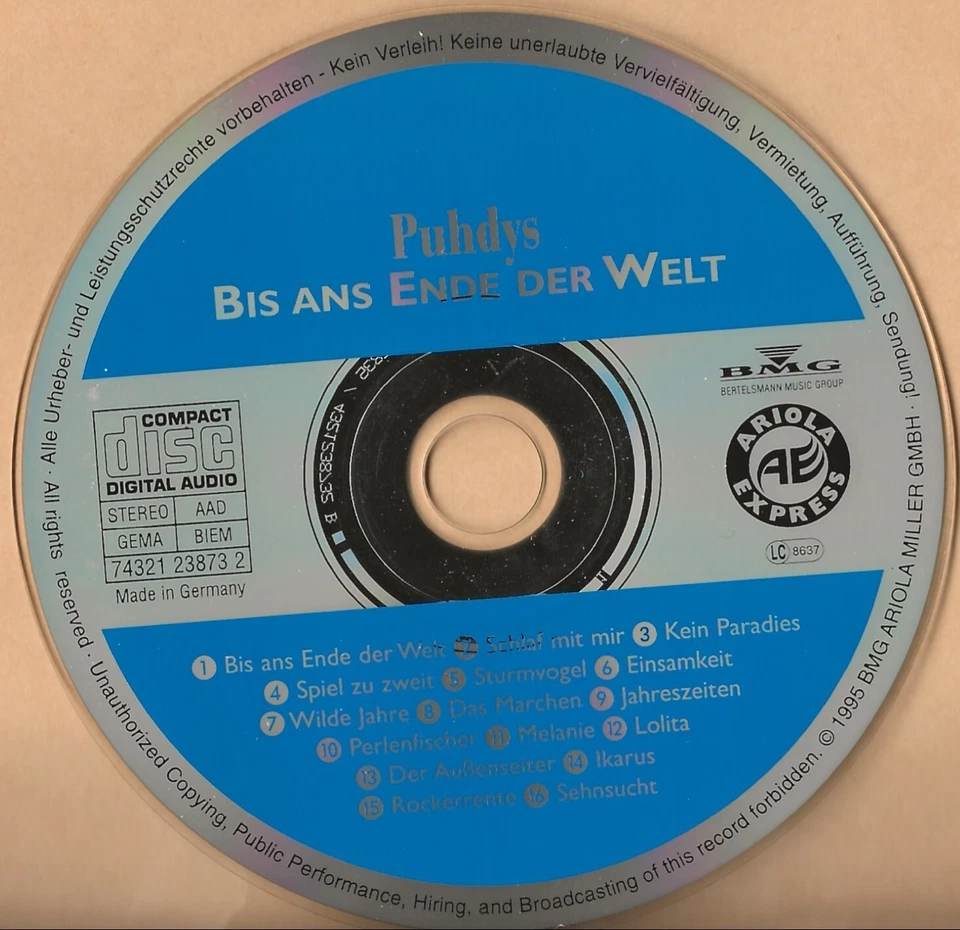 · Alle Urheber- und Leistungsschutzrechte vorbehalten - Kein Verleih! Keine unerlaubte Vervielfältigung, Vermietung, Aufführung, Sendung!
Puhdys
BIS ANS ENDE DER WELT
COMPACT
disc
DIGITAL AUDIO
STEREO AAD
GEMA BIEM
74321 23873 2
Made in Germany
BMG
BERTELSMANN MUSIC GROUP
ARIOLA
AE
EXPRESS
LC 8637
1 Bis ans Ende der Welt 2 Schlaf mit mir 3 Kein Paradies
4 Spiel zu zweit 5 Sturmvogel 6 Einsamkeit
7 Wilde Jahre 8 Das Märchen 9 Jahreszeiten
10 Perlenfischer 11 Melanie 12 Lolita
13 Der Außenseiter 14 Ikarus
15 Rockerrente 16 Sehnsucht
· All rights reserved · Unauthorized Copying, Public Performance, Hiring, and Broadcasting of this record forbidden. © 1995 BMG ARIOLA MILLER GMBH ·